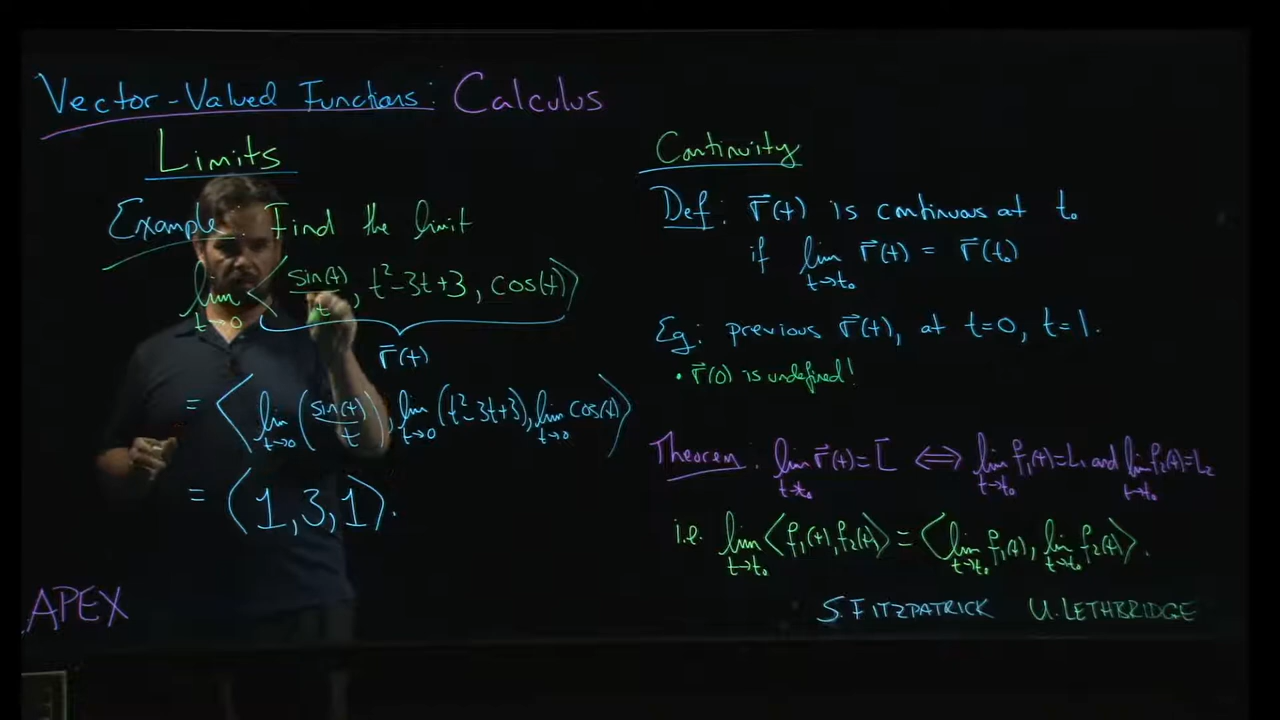 Vector-Valued Functions: Calculus
Limits
Example: Find the limit
lim t→0 ⟨ sin(t)/t, t²-3t+3, cos(t) ⟩
r⃗(t)
= ⟨ lim t→0 (sin(t)/t), lim t→0 (t²-3t+3), lim t→0 cos(t) ⟩
= ⟨1, 3, 1⟩.
APEX
Continuity
Def: r⃗(t) is continuous at t₀
if lim t→t₀ r⃗(t) = r⃗(t₀)
Eg: previous r⃗(t), at t=0, t=1.
• r⃗(0) is undefined!
Theorem: lim t→t₀ r⃗(t) = L⃗ ⟺ lim t→t₀ f₁(t)=L₁ and lim t→t₀ f₂(t)=L₂
i.e. lim t→t₀ ⟨f₁(t), f₂(t)⟩ = ⟨ lim t→t₀ f₁(t), lim t→t₀ f₂(t) ⟩.
S. FITZPATRICK U. LETHBRIDGE